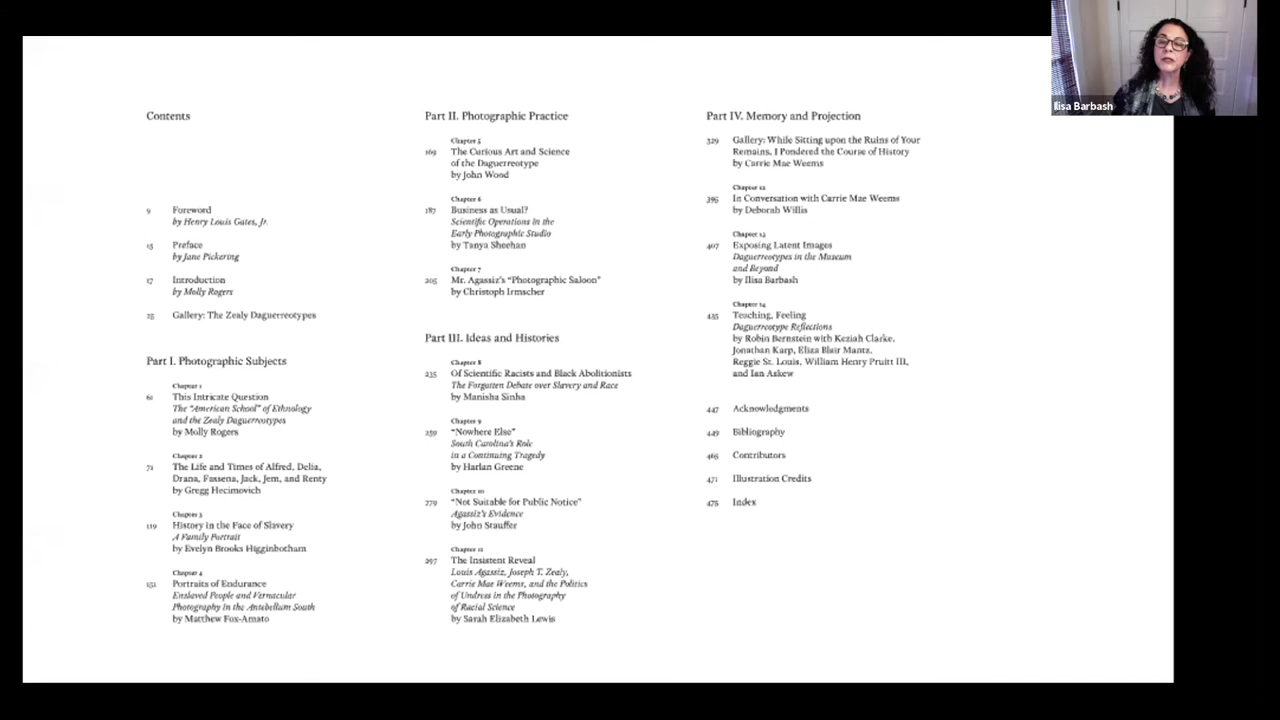 Contents
9 Foreword
by Henry Louis Gates, Jr.
15 Preface
by Jane Pickering
17 Introduction
by Molly Rogers
25 Gallery: The Zealy Daguerreotypes
Part I. Photographic Subjects
Chapter 1
61 This Intricate Question
The "American School" of Ethnology
and the Zealy Daguerreotypes
by Molly Rogers
Chapter 2
71 The Life and Times of Alfred, Delia,
Drana, Fassena, Jack, Jem, and Renty
by Gregg Hecimovich
Chapter 3
119 History in the Face of Slavery
A Family Portrait
by Evelyn Brooks Higginbotham
Chapter 4
151 Portraits of Endurance
Enslaved People and Vernacular
Photography in the Antebellum South
by Matthew Fox-Amato
Part II. Photographic Practice
Chapter 5
169 The Curious Art and Science
of the Daguerreotype
by John Wood
Chapter 6
187 Business as Usual?
Scientific Operations in the
Early Photographic Studio
by Tanya Sheehan
Chapter 7
205 Mr. Agassiz's "Photographic Saloon"
by Christoph Irmscher
Part III. Ideas and Histories
Chapter 8
235 Of Scientific Racists and Black Abolitionists
The Forgotten Debate over Slavery and Race
by Manisha Sinha
Chapter 9
259 "Nowhere Else"
South Carolina's Role
in a Continuing Tragedy
by Harlan Greene
Chapter 10
279 "Not Suitable for Public Notice"
Agassiz's Evidence
by John Stauffer
Chapter 11
297 The Insistent Reveal
Louis Agassiz, Joseph T. Zealy,
Carrie Mae Weems, and the Politics
of Undress in the Photography
of Racial Science
by Sarah Elizabeth Lewis
Part IV. Memory and Projection
329 Gallery: While Sitting upon the Ruins of Your
Remains, I Pondered the Course of History
by Carrie Mae Weems
Chapter 12
395 In Conversation with Carrie Mae Weems
by Deborah Willis
Chapter 13
407 Exposing Latent Images
Daguerreotypes in the Museum
and Beyond
by Ilisa Barbash
Chapter 14
435 Teaching, Feeling
Daguerreotype Reflections
by Robin Bernstein with Keziah Clarke,
Jonathan Karp, Eliza Blair Mantz,
Reggie St. Louis, William Henry Pruitt III,
and Ian Askew
447 Acknowledgments
449 Bibliography
465 Contributors
471 Illustration Credits
475 Index
Ilisa Barbash